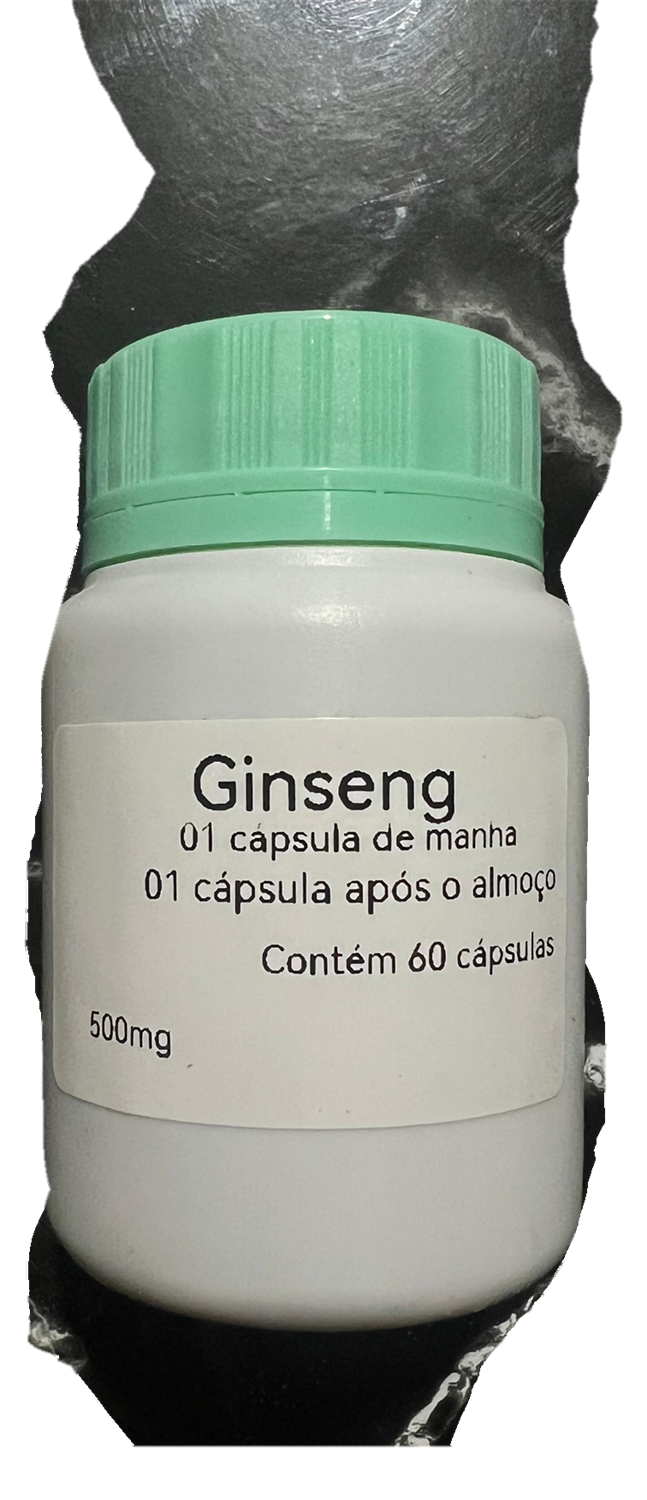 Ginseng
01 cápsula de manha
01 cápsula após o almoço
Contém 60 cápsulas
500mg